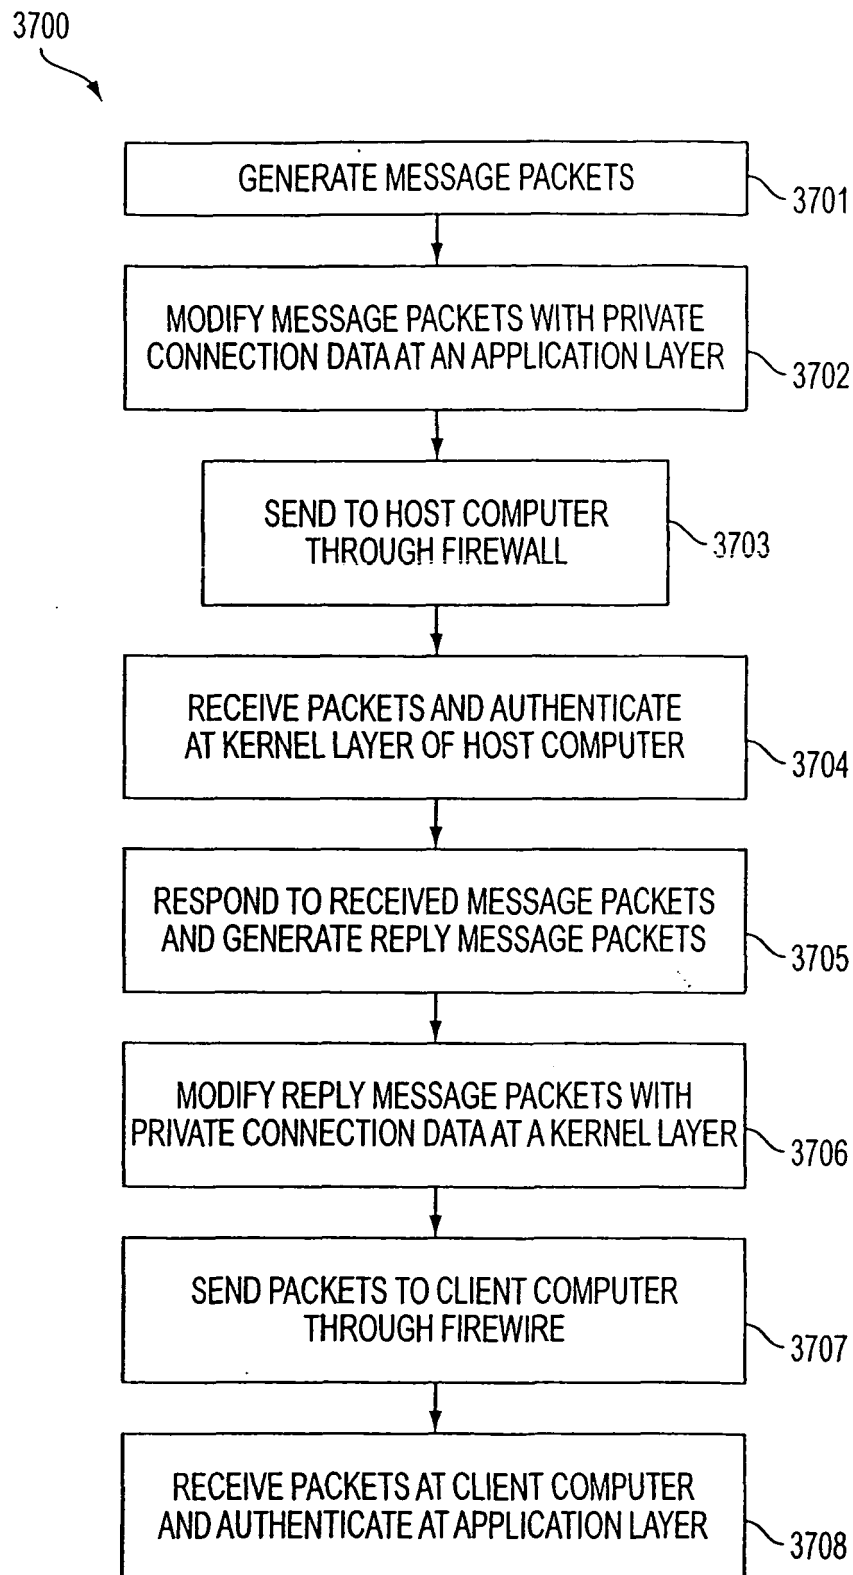 3700
GENERATE MESSAGE PACKETS
3701
MODIFY MESSAGE PACKETS WITH PRIVATE
CONNECTION DATA AT AN APPLICATION LAYER
3702
SEND TO HOST COMPUTER
THROUGH FIREWALL
3703
RECEIVE PACKETS AND AUTHENTICATE
AT KERNEL LAYER OF HOST COMPUTER
3704
RESPOND TO RECEIVED MESSAGE PACKETS
AND GENERATE REPLY MESSAGE PACKETS
3705
MODIFY REPLY MESSAGE PACKETS WITH
PRIVATE CONNECTION DATA AT A KERNEL LAYER
3706
SEND PACKETS TO CLIENT COMPUTER
THROUGH FIREWIRE
3707
RECEIVE PACKETS AT CLIENT COMPUTER
AND AUTHENTICATE AT APPLICATION LAYER
3708